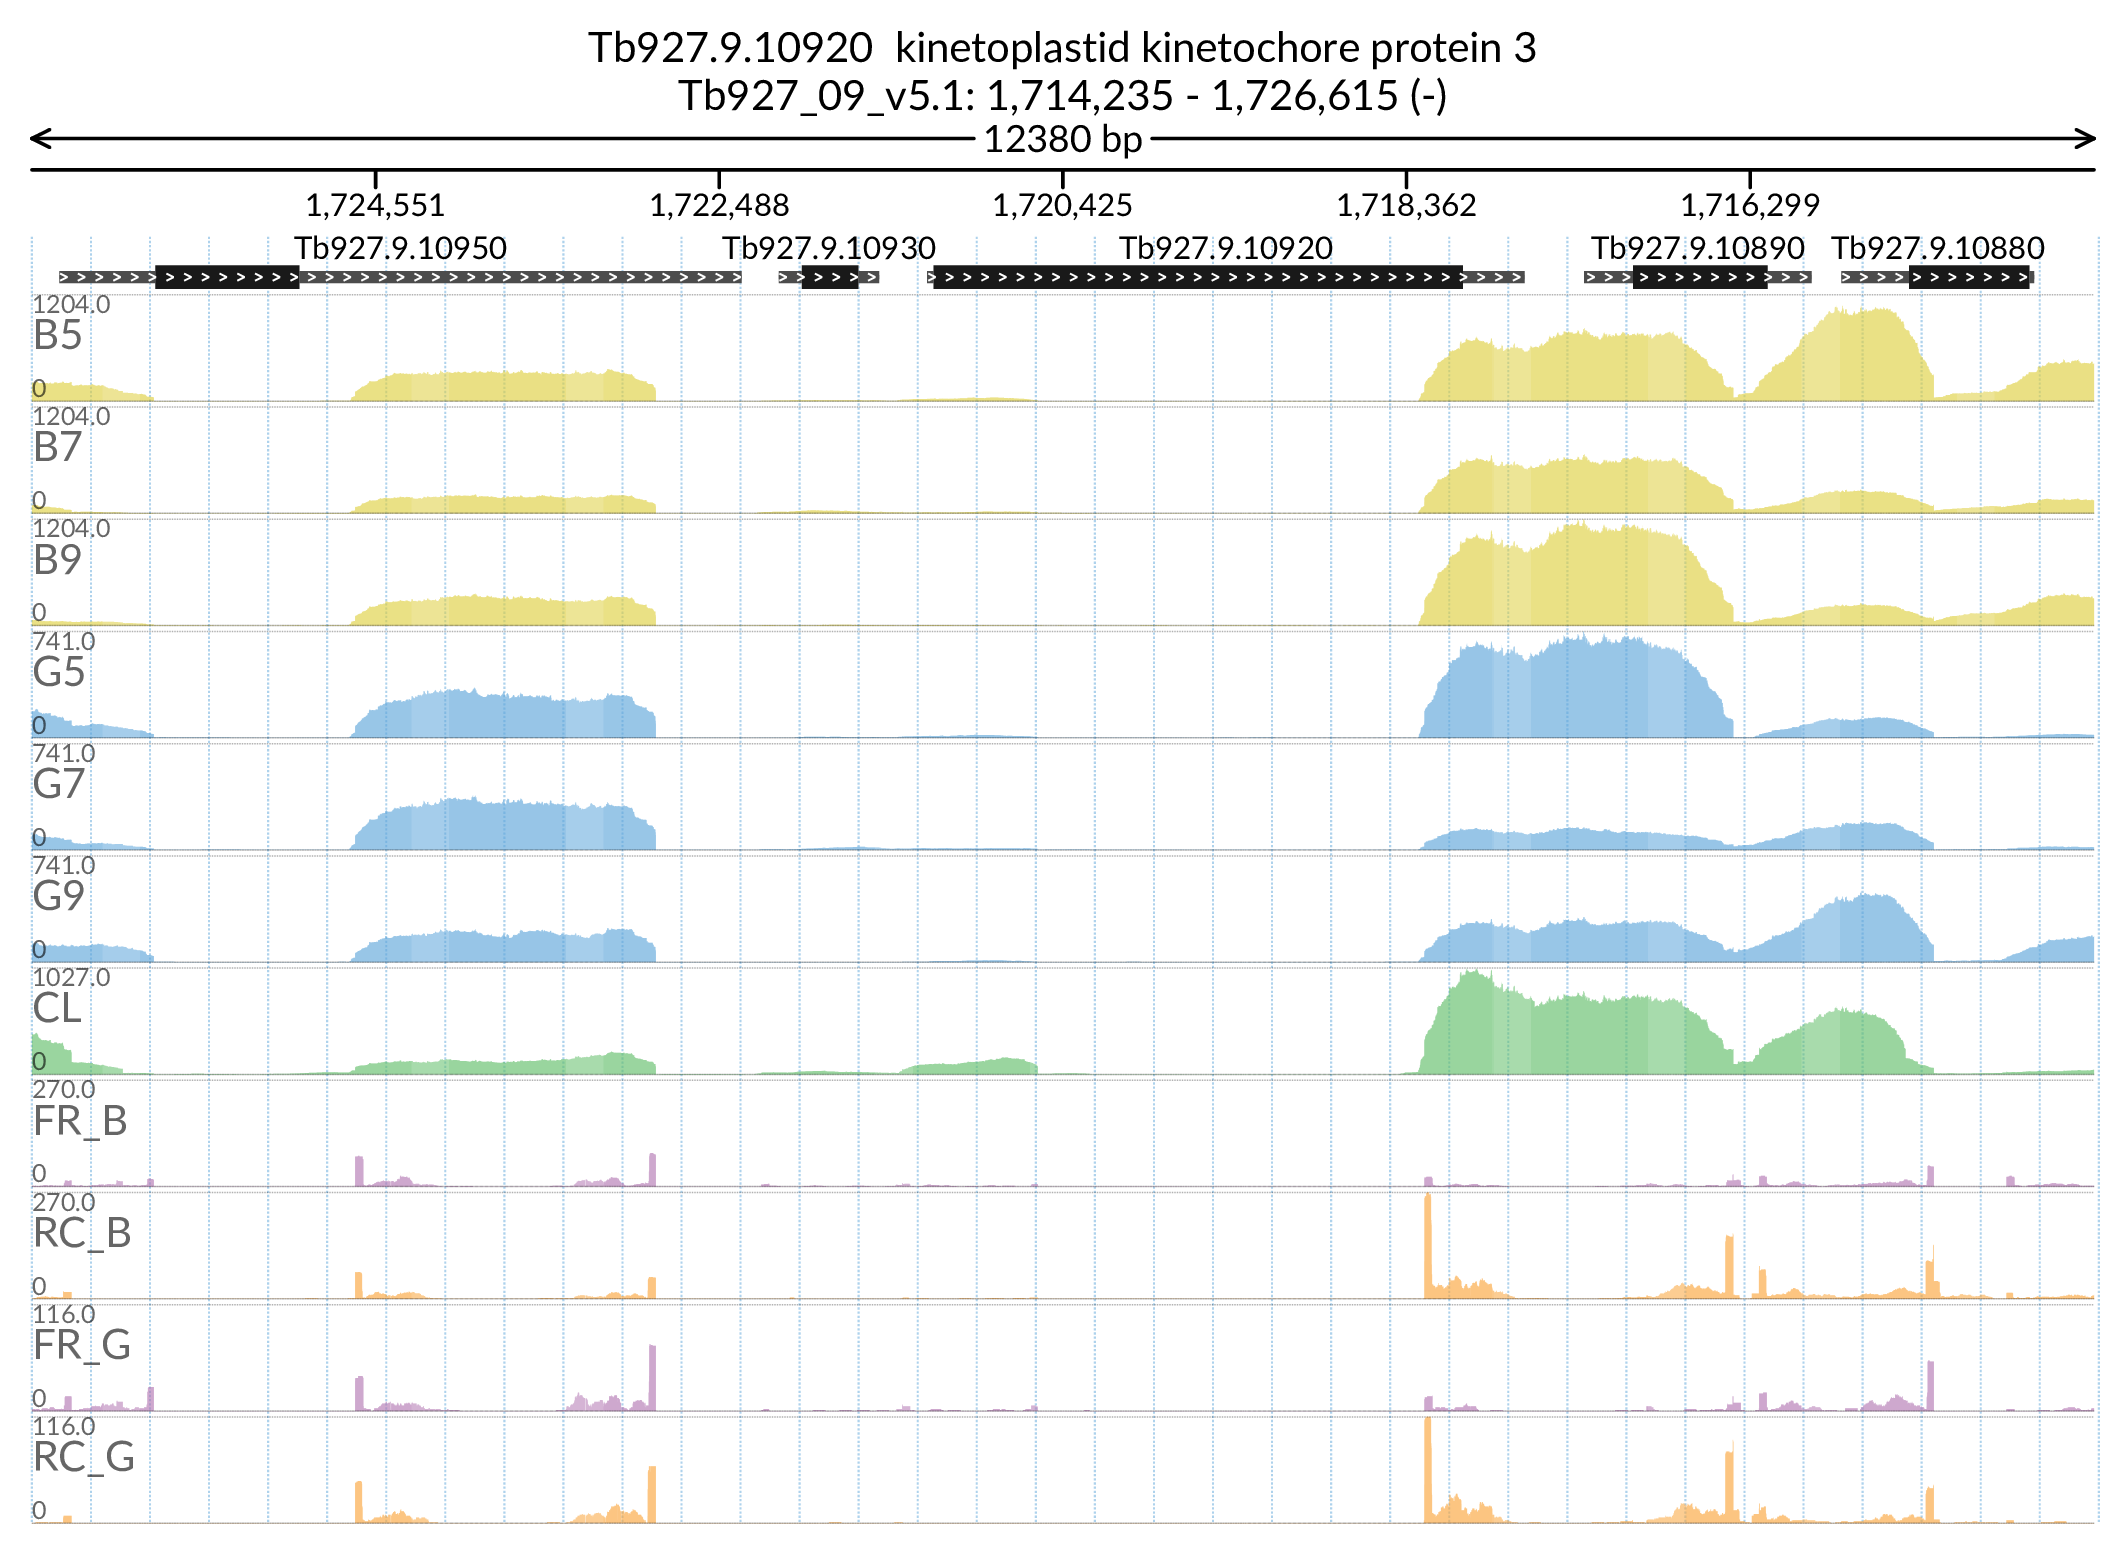 Tb927.9.10920  kinetoplastid kinetochore protein 3
Tb927_09_v5.1: 1,714,235 - 1,726,615 (-)
12380 bp
1,724,551 1,722,488 1,720,425 1,718,362 1,716,299
Tb927.9.10950 Tb927.9.10930 Tb927.9.10920 Tb927.9.10890 Tb927.9.10880
1204.0
B5
0
1204.0
B7
0
1204.0
B9
0
741.0
G5
0
741.0
G7
0
741.0
G9
0
1027.0
CL
0
270.0
FR_B
0
270.0
RC_B
0
116.0
FR_G
0
116.0
RC_G
0